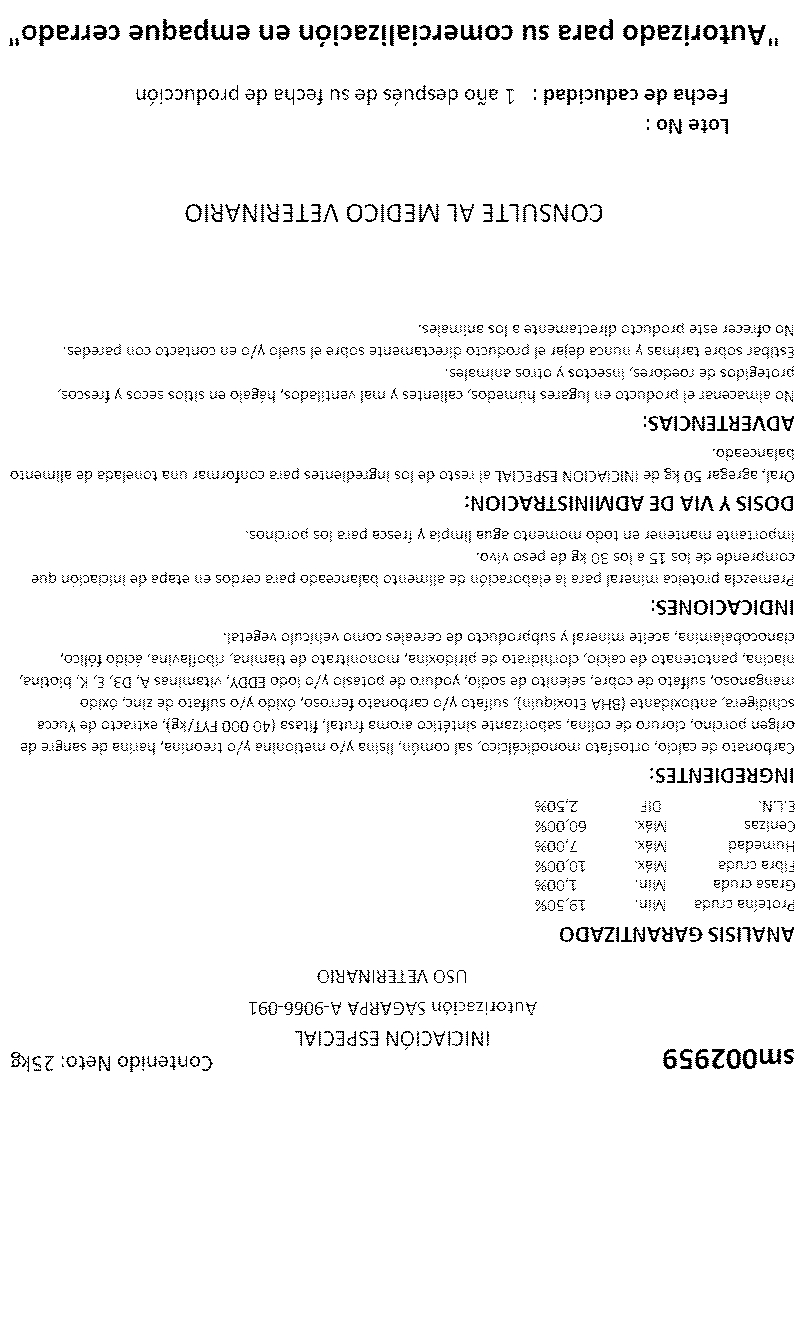 sm002959
Contenido Neto: 25kg
INICIACIÓN ESPECIAL
Autorización SAGARPA A-9066-091
USO VETERINARIO
ANALISIS GARANTIZADO
Proteína cruda Min. 19,50%
Grasa cruda Min. 1,00%
Fibra cruda Máx. 10,00%
Humedad Máx. 7,00%
Cenizas Máx. 60,00%
E.L.N. DIF 2,50%
INGREDIENTES:
Carbonato de calcio, ortosfato monodicálcico, sal común, lisina y/o metionina y/o treonina, harina de sangre de
origen porcino, cloruro de colina, saborizante sintético aroma frutal, fitasa (40 000 FYT/kg), extracto de Yucca
schidigera, antioxidante (BHA Etoxiquin), sulfato y/o carbonato ferroso, óxido y/o sulfato de zinc, óxido
manganoso, sulfato de cobre, selenito de sodio, yoduro de potasio y/o iodo EDDY, vitaminas A, D3, E, K, biotina,
niacina, pantotenato de calcio, clorhidrato de piridoxina, mononitrato de tiamina, riboflavina, ácido fólico,
cianocobalamina, aceite mineral y subproducto de cereales como vehículo vegetal.
INDICACIONES:
Premezcla proteica mineral para la elaboración de alimento balanceado para cerdos en etapa de iniciación que
comprende de los 15 a los 30 kg de peso vivo.
Importante mantener en todo momento agua limpia y fresca para los porcinos.
DOSIS Y VIA DE ADMINISTRACION:
Oral, agregar 50 kg de INICIACION ESPECIAL al resto de los ingredientes para conformar una tonelada de alimento
balanceado.
ADVERTENCIAS:
No almacenar el producto en lugares humedos, calientes y mal ventilados, hágalo en sitios secos y frescos,
protegidos de roedores, insectos y otros animales.
Estibar sobre tarimas y nunca dejar el producto directamente sobre el suelo y/o en contacto con paredes.
No ofrecer este producto directamente a los animales.
CONSULTE AL MEDICO VETERINARIO
Lote No :
Fecha de caducidad : 1 año después de su fecha de producción
"Autorizado para su comercialización en empaque cerrado"